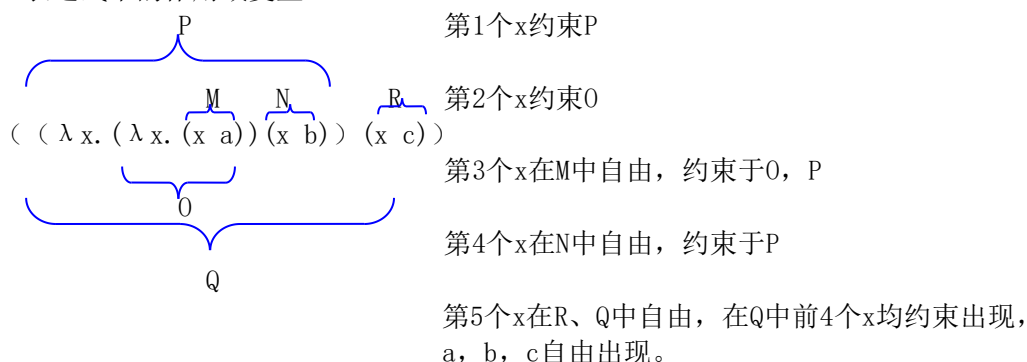 P
第1个x约束P
M N R
第2个x约束O
((λx.(λx.(x a))(x b)) (x c))
第3个x在M中自由，约束于O，P
O
第4个x在N中自由，约束于P
Q
第5个x在R、Q中自由，在Q中前4个x均约束出现，
a，b，c自由出现。